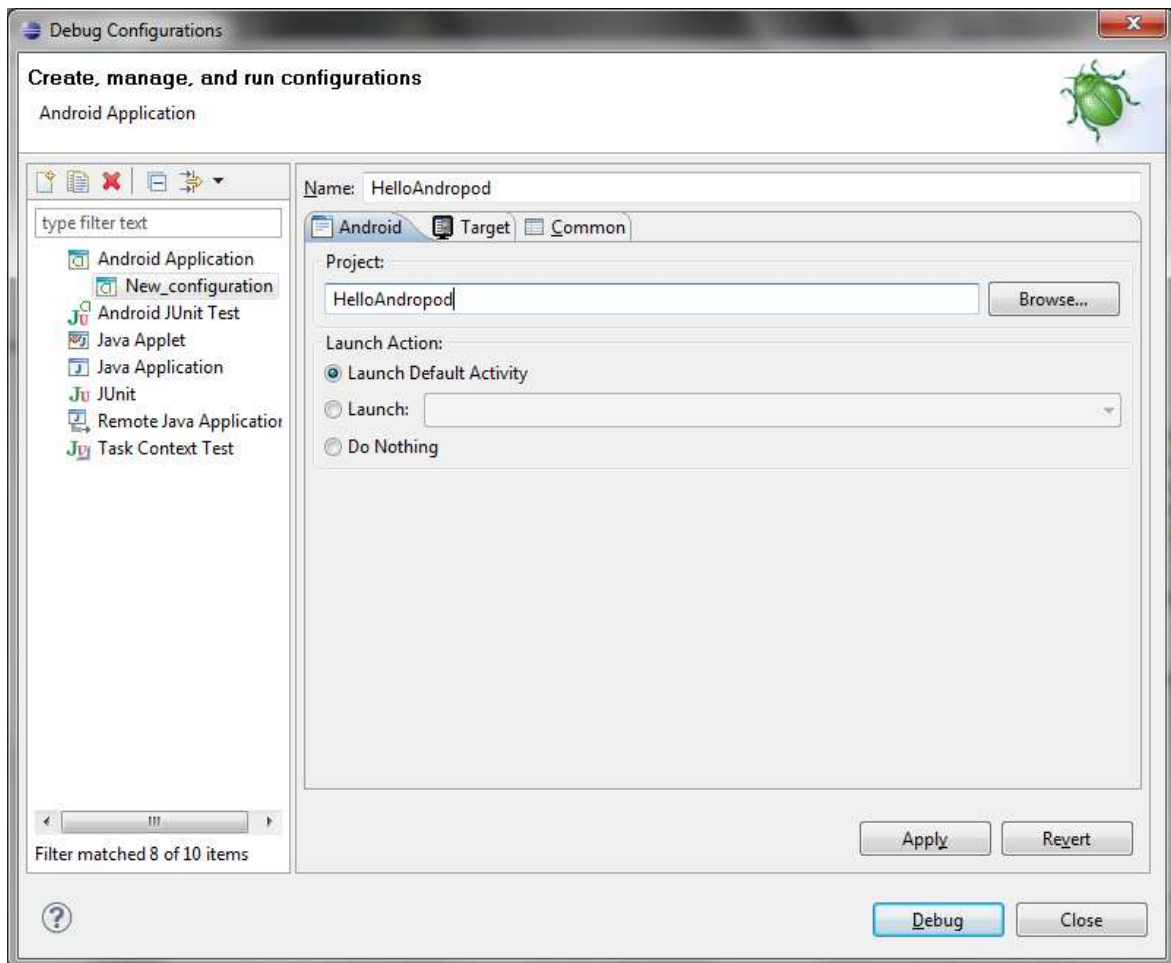 Debug Configurations
Create, manage, and run configurations
Android Application
type filter text
Android Application
New_configuration
Android JUnit Test
Java Applet
Java Application
JUnit
Remote Java Application
Task Context Test
Filter matched 8 of 10 items
Name: HelloAndropod
Android Target Common
Project:
HelloAndropod Browse...
Launch Action:
Launch Default Activity
Launch:
Do Nothing
Apply Revert
Debug Close